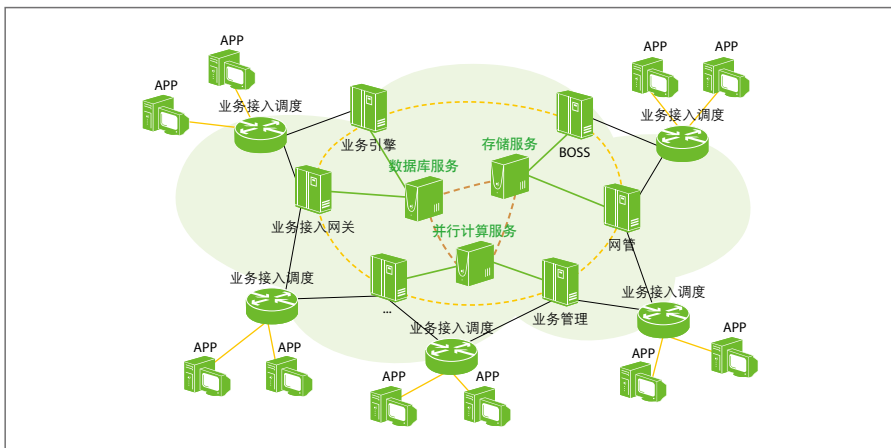 APP
APP
APP
APP
业务接入调度
业务接入调度
业务引擎
存储服务
BOSS
数据库服务
业务接入网关
并行计算服务
网管
业务接入调度
业务接入调度
...
业务管理
业务接入调度
APP
APP
APP
APP
APP
APP